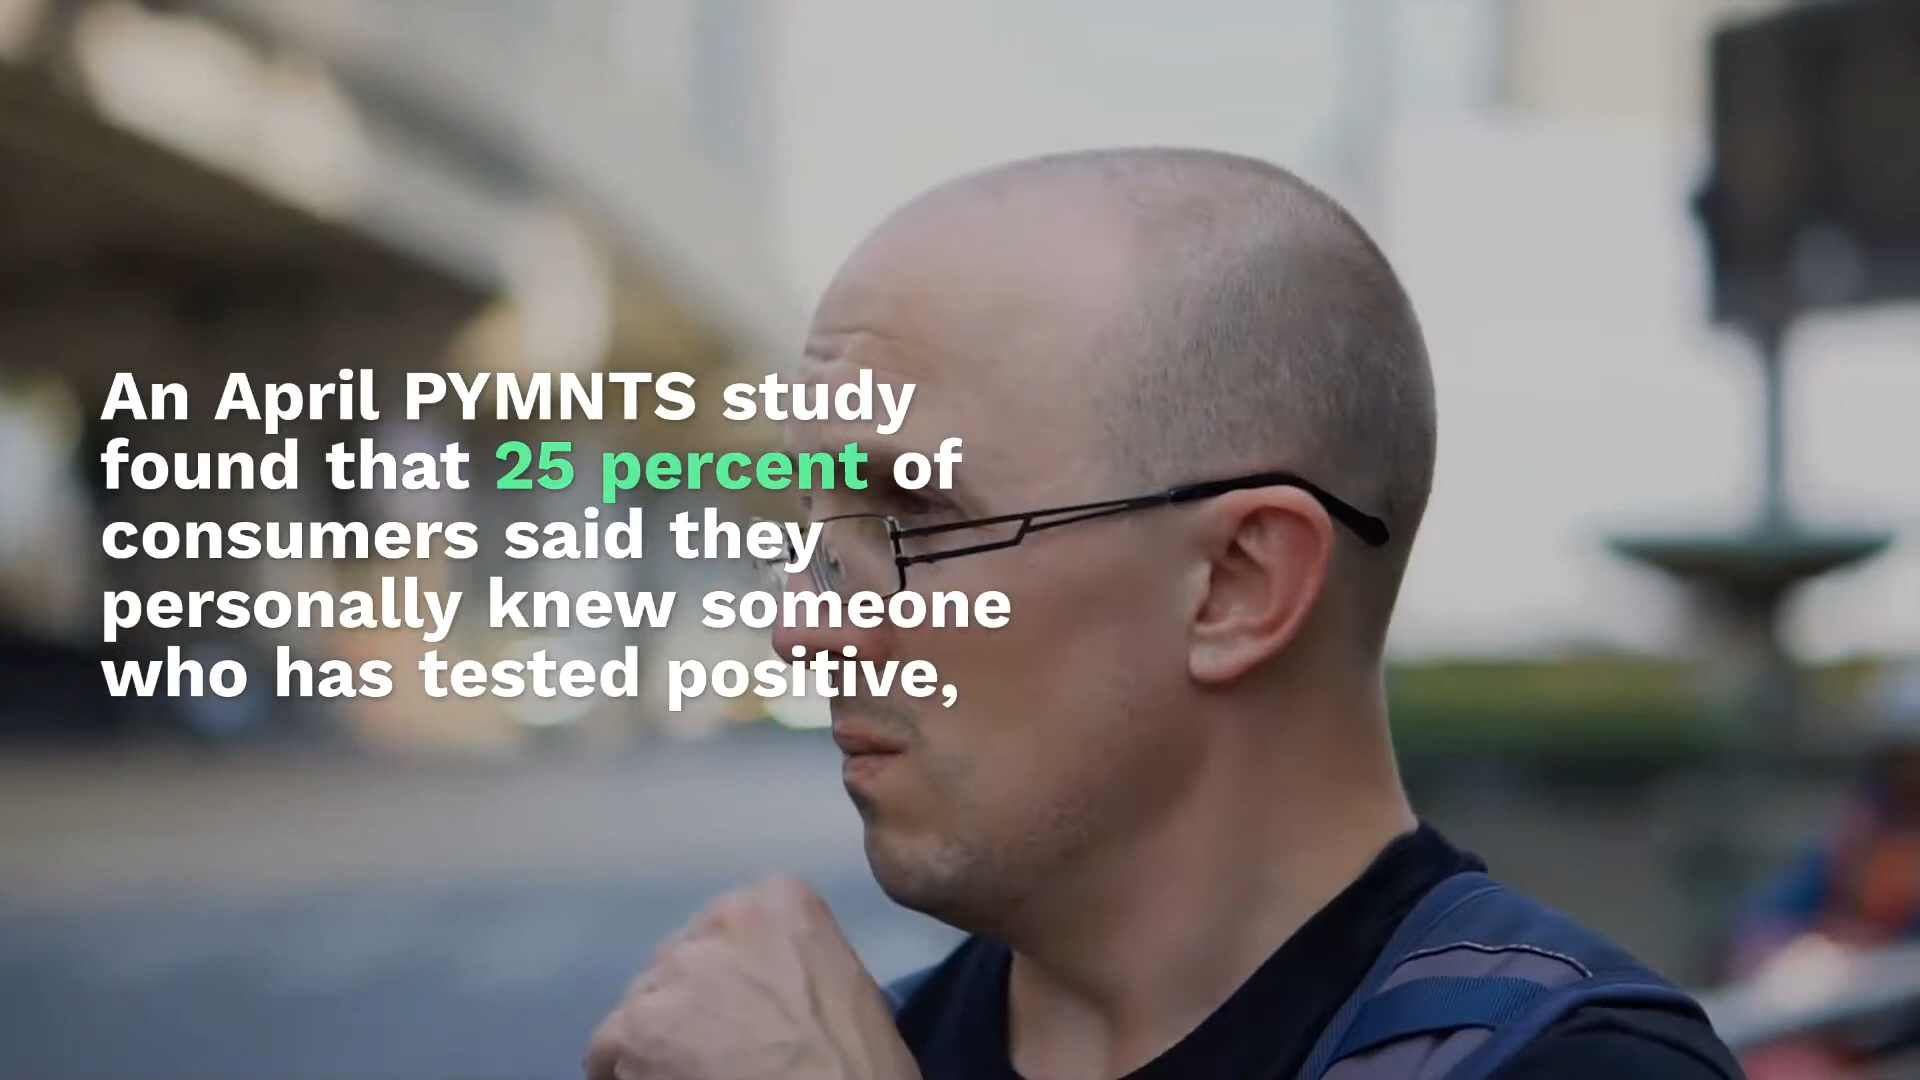 An April PYMNTS study
found that 25 percent of
consumers said they
personally knew someone
who has tested positive,